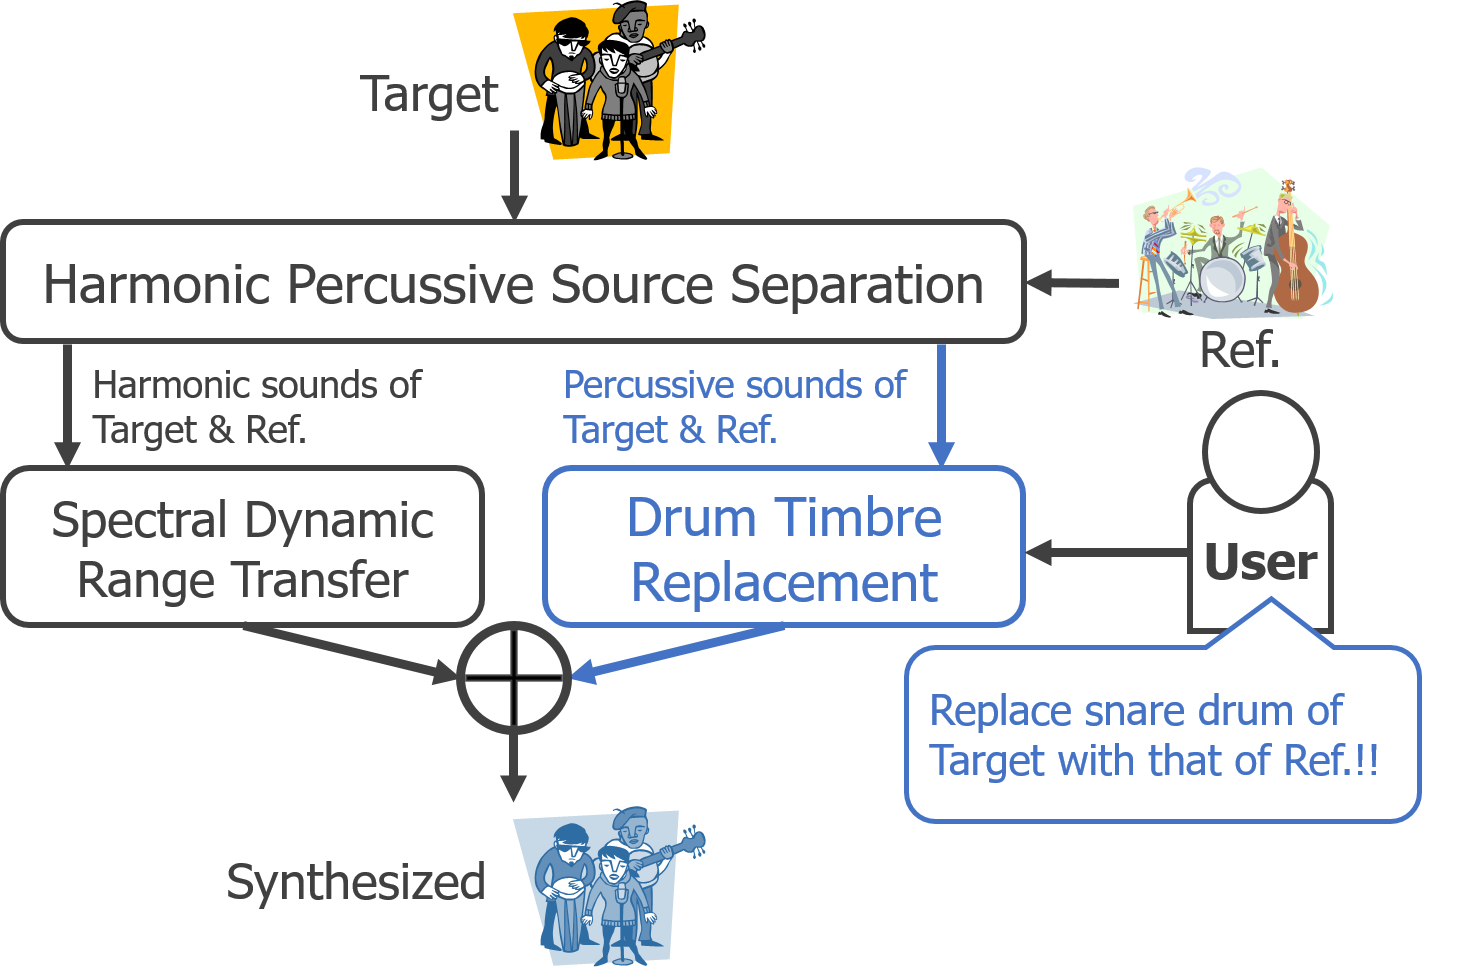 Target
Harmonic Percussive Source Separation
Ref.
Harmonic sounds of
Target & Ref.
Percussive sounds of
Target & Ref.
Spectral Dynamic
Range Transfer
Drum Timbre
Replacement
User
Replace snare drum of
Target with that of Ref.!!
Synthesized